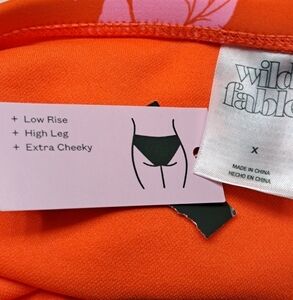 + Low Rise
+ High Leg
+ Extra Cheeky
wild
fable
X
MADE IN CHINA
HECHO EN CHINA